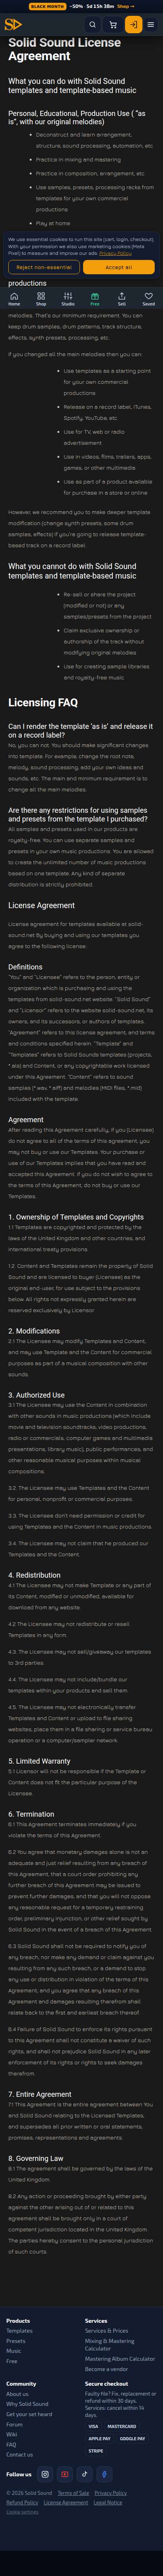 BLACK MONTH −50% 5d 15h 38m Shop →
Solid Sound License
Agreement
What you can do with Solid Sounds
templates and template-based music
Personal, Educational, Production Use ( “as
is”, with our original melodies)
Deconstruct and learn arrangement,
structure, sound processing, automation, etc
Practice in mixing and mastering
Practice in composition, arrangement, etc
Use samples, presets, processing racks from
templates for your own commercial
productions
Play at home
We use essential cookies to run this site (cart, login, checkout).
With your permission we also use marketing cookies (Meta
Pixel) to measure and improve our ads. Privacy Policy
Reject non-essential
Accept all
productions
Home Shop Studio Free Sell Saved
melodies. That's our minimum requirement. You can
keep drum samples, drum patterns, track structure,
effects, synth presets, processing, etc.
If you changed all the main melodies then you can:
Use templates as a starting point
for your own commercial
productions
Release on a record label, iTunes,
Spotify, YouTube, etc
Use for TV, web or radio
advertisement
Use in videos, films, trailers, apps,
games, or other multimedia
Use as part of a product available
for purchase in a store or online
However, we recommend you to make deeper template
modification (change synth presets, some drum
samples, effects) if you're going to release template-
based track on a record label.
What you cannot do with Solid Sound
templates and template-based music
Re-sell or share the project
(modified or not) or any
samples/presets from the project
Claim exclusive ownership or
authorship of the track without
modifying original melodies
Use for creating sample libraries
and royalty-free music
Licensing FAQ
Can I render the template ‘as is’ and release it
on a record label?
No, you can not. You should make significant changes
into template. For example, change the root note,
melody, sound processing, add your own ideas and
sounds, etc. The main and minimum requirement is to
change all the main melodies.
Are there any restrictions for using samples
and presets from the template I purchased?
All samples and presets used in our products are
royalty-free. You can use separate samples and
presets in your own music productions. You are allowed
to create the unlimited number of music productions
based on one template. Any kind of sample/preset
distribution is strictly prohibited.
License Agreement
License agreement for templates available at solid-
sound.net. By buying and using our templates you
agree to the following license:
Definitions
“You” and “Licensee” refers to the person, entity or
organization which is purchasing and using the
templates from solid-sound.net website. “Solid Sound”
and “Licensor” refers to the website solid-sound.net, its
owners, and its successors, or authors of templates.
“Agreement” refers to this license agreement, and terms
and conditions specified herein. “Template” and
“Templates” refer to Solid Sounds templates (projects,
*.als) and Content, or any copyrightable work licensed
under this Agreement. “Content” refers to sound and
samples (*.wav, *.aiff) and melodies (MIDI files, *.mid)
included with the template.
Agreement
After reading this Agreement carefully, if you (Licensee)
do not agree to all of the terms of this agreement, you
may not buy or use our Templates. Your purchase and
use of our Templates implies that you have read and
accepted this Agreement. If you do not agree to agree
to the terms of this Agreement, do not buy or use our
Templates.
1. Ownership of Templates and Copyrights
1.1 Templates are copyrighted and protected by the
laws of the United Kingdom and other countries, and
international treaty provisions.
1.2. Content and Templates remain the property of Solid
Sound and are licensed to buyer (Licensee) as the
original end-user, for use subject to the provisions
below. All rights not expressly granted herein are
reserved exclusively by Licensor.
2. Modifications
2.1 The Licensee may modify Templates and Content,
and may use Template and the Content for commercial
purposes as part of a musical composition with other
sounds.
3. Authorized Use
3.1 The Licensee may use the Content in combination
with other sounds in music productions (which include
movie and television soundtracks, video productions,
radio or commercials, computer games and multimedia
presentations, library music), public performances, and
other reasonable musical purposes within musical
compositions.
3.2. The Licensee may use Templates and the Content
for personal, nonprofit or commercial purposes.
3.3. The Licensee don't need permission or credit for
using Templates and the Content in music productions.
3.4. The Licensee may not claim that he produced our
Templates and the Content.
4. Redistribution
4.1 The Licensee may not make Template or any part of
its Content, modified or unmodified, available for
download from any website.
4.2. The Licensee may not redistribute or resell
Templates in any form.
4.3. The Licensee may not sell/giveaway our templates
to 3rd parties
4.4. The Licensee may not include/bundle our
templates within your products and sell them.
4.5. The Licensee may not electronically transfer
Templates and Content or upload to file sharing
websites, place them in a file sharing or service bureau
operation or a computer/sampler network.
5. Limited Warranty
5.1 Licensor will not be responsible if the Template or
Content does not fit the particular purpose of the
Licensee.
6. Termination
6.1 This Agreement terminates immediately if you
violate the terms of this Agreement.
6.2 You agree that monetary damages alone is not an
adequate and just relief resulting from any breach of
this Agreement, that a court order prohibiting any
further breach of this Agreement may be issued to
prevent further damages, and that you will not oppose
any reasonable request for a temporary restraining
order, preliminary injunction, or other relief sought by
Solid Sound in the event of a breach of this Agreement.
6.3 Solid Sound shall not be required to notify you of
any breach, nor make any demand or claim against you
resulting from any such breach, or a demand to stop
any use or distribution in violation of this Agreement,
and you agree that any breach of this
Agreement and damages resulting therefrom shall
relate back to the first and earliest breach thereof.
6.4 Failure of Solid Sound to enforce its rights pursuant
to this Agreement shall not constitute a waiver of such
rights, and shall not prejudice Solid Sound in any later
enforcement of its rights or rights to seek damages
therefrom.
7. Entire Agreement
7.1 This Agreement is the entire agreement between You
and Solid Sound relating to the Licensed Templates,
and supersedes all prior written or oral statements,
promises, representations and agreements.
8. Governing Law
8.1 The agreement will be governed by the laws of the
United Kingdom.
8.2 Any action or proceeding brought by either party
against the other arising out of or related to this
agreement shall be brought only in a court of
competent jurisdiction located within the United Kingdom.
The parties hereby consent to the personal jurisdiction
of such courts.
Products
Templates
Presets
Music
Free
Services
Services & Prices
Mixing & Mastering
Calculator
Mastering Album Calculator
Become a vendor
Community
About us
Why Solid Sound
Get your set heard
Forum
Wiki
FAQ
Contact us
Secure checkout
Faulty file? Fix, replacement or
refund within 30 days.
Services: cancel within 14
days.
VISA MASTERCARD
APPLE PAY GOOGLE PAY
STRIPE
Follow us
© 2026 Solid Sound Terms of Sale Privacy Policy
Refund Policy License Agreement Legal Notice
Cookie settings